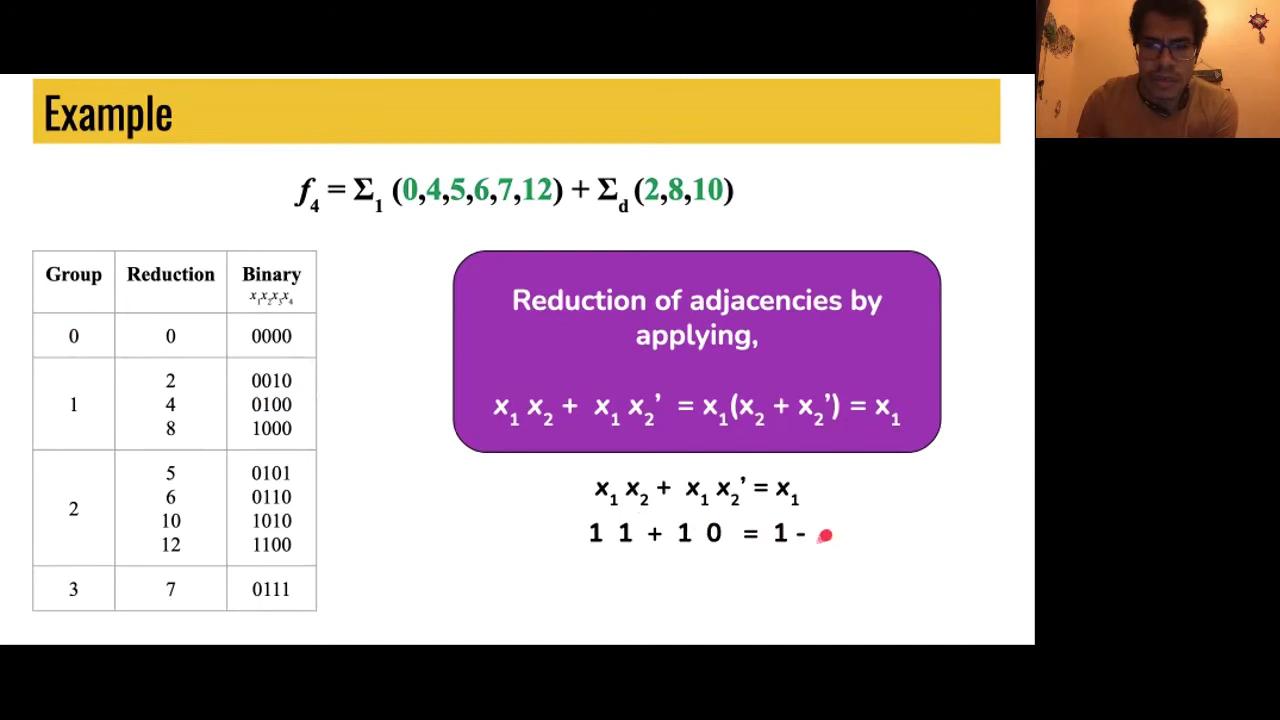 Example
f₄ = Σ₁ (0,4,5,6,7,12) + Σd (2,8,10)
Group Reduction Binary
x₁x₂x₃x₄
0 0 0000
1
2 0010
4 0100
8 1000
2
5 0101
6 0110
10 1010
12 1100
3 7 0111
Reduction of adjacencies by
applying,
x₁ x₂ + x₁ x₂’ = x₁(x₂ + x₂’) = x₁
x₁ x₂ + x₁ x₂’ = x₁
1 1 + 1 0 = 1 -